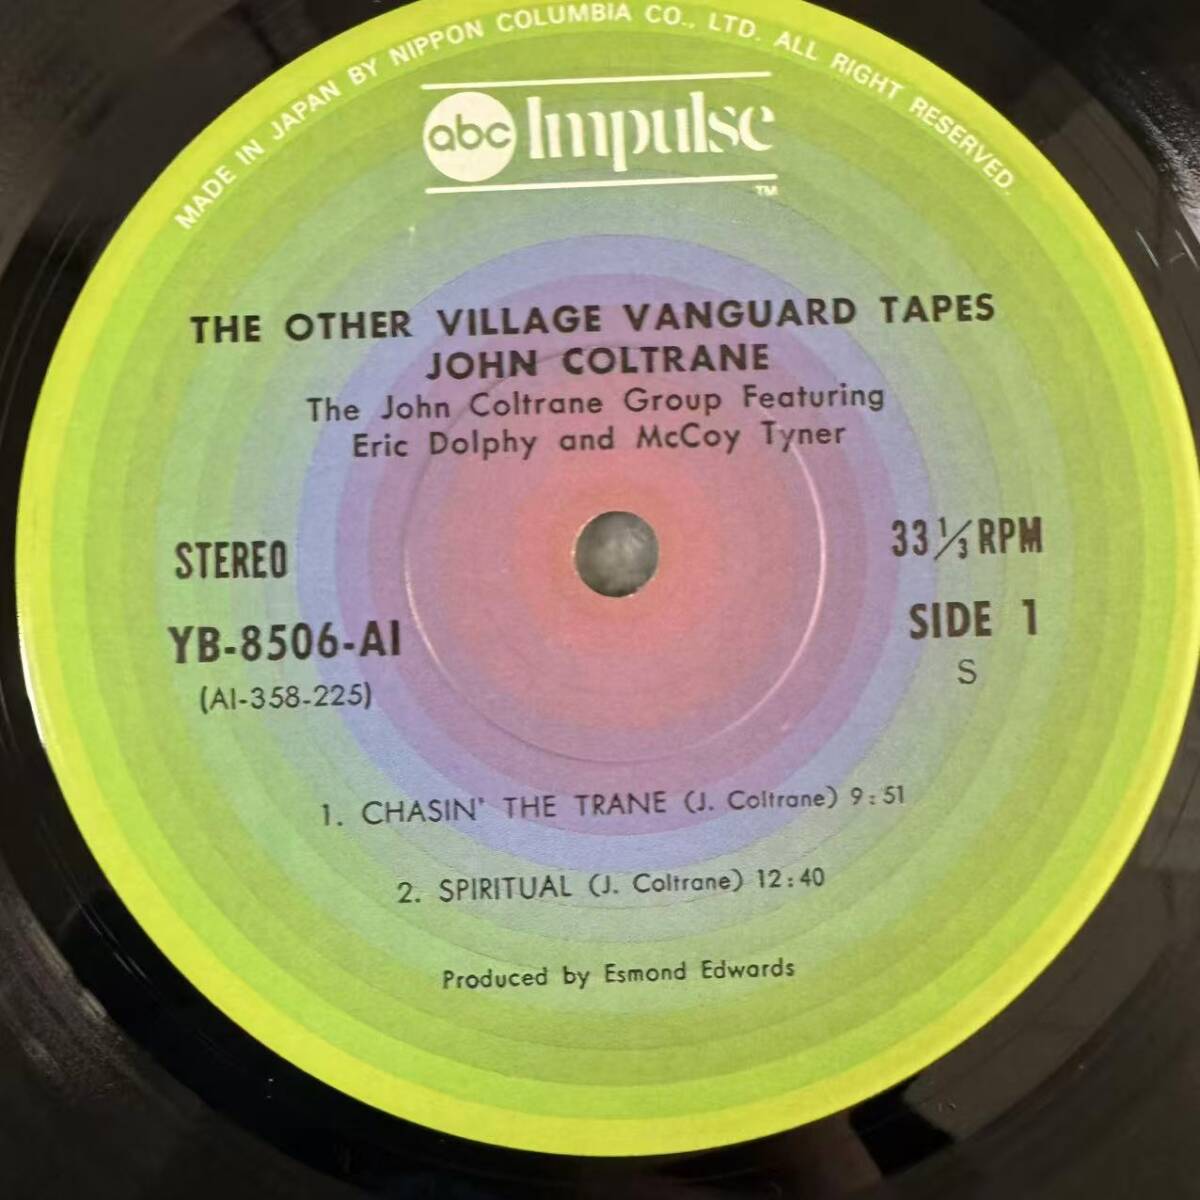 MADE IN JAPAN BY NIPPON COLUMBIA CO., LTD. ALL RIGHT RESERVED.
abc Impulse
TM
THE OTHER VILLAGE VANGUARD TAPES
JOHN COLTRANE
The John Coltrane Group Featuring
Eric Dolphy and McCoy Tyner
STEREO
33 1/3 RPM
YB-8506-AI
SIDE 1
(AI-358-225)
S
1. CHASIN' THE TRANE (J. Coltrane) 9:51
2. SPIRITUAL (J. Coltrane) 12:40
Produced by Esmond Edwards